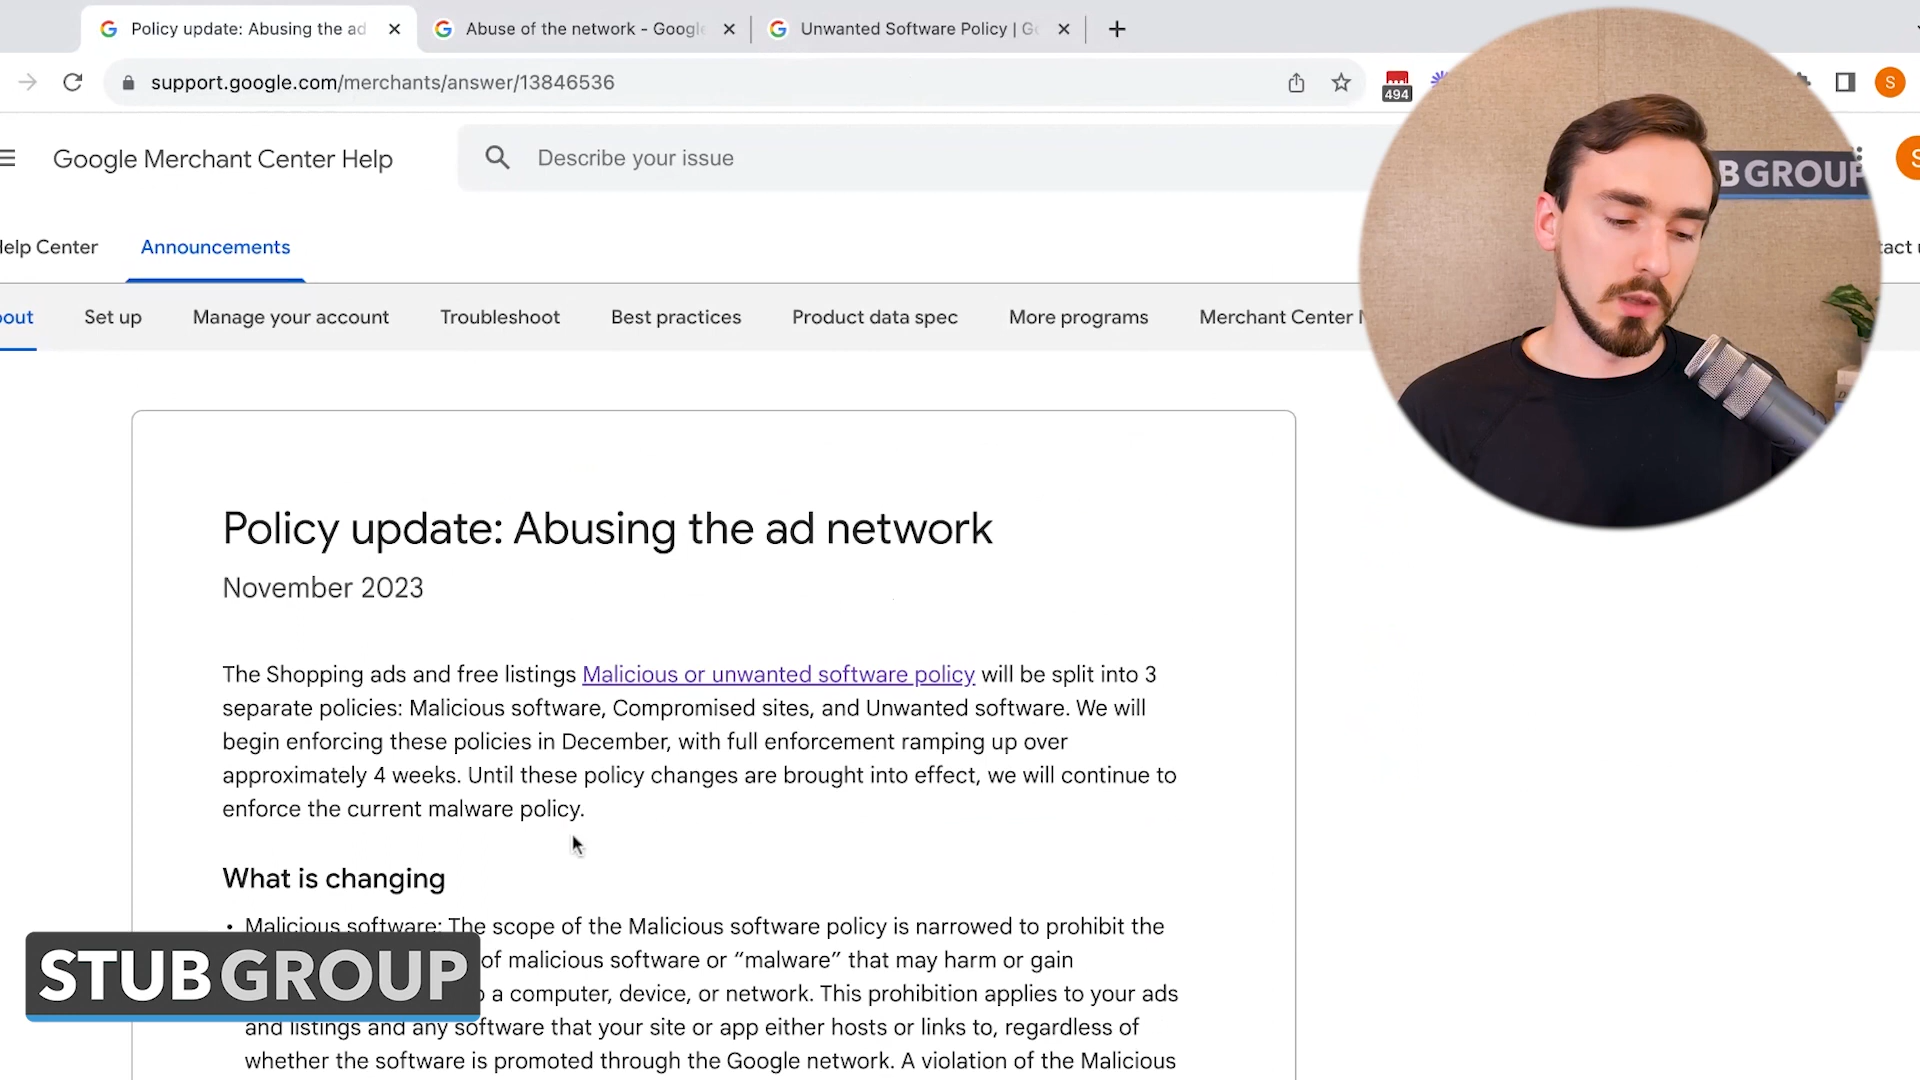 Policy update: Abusing the ad
Abuse of the network - Google
Unwanted Software Policy | Go
support.google.com/merchants/answer/13846536
494
S
Google Merchant Center Help
Describe your issue
S
BGROUP
Help Center
Announcements
tact u
bout
Set up
Manage your account
Troubleshoot
Best practices
Product data spec
More programs
Merchant Center N
Policy update: Abusing the ad network
November 2023
The Shopping ads and free listings Malicious or unwanted software policy will be split into 3
separate policies: Malicious software, Compromised sites, and Unwanted software. We will
begin enforcing these policies in December, with full enforcement ramping up over
approximately 4 weeks. Until these policy changes are brought into effect, we will continue to
enforce the current malware policy.
What is changing
• Malicious software: The scope of the Malicious software policy is narrowed to prohibit the
of malicious software or “malware” that may harm or gain
a computer, device, or network. This prohibition applies to your ads
and listings and any software that your site or app either hosts or links to, regardless of
whether the software is promoted through the Google network. A violation of the Malicious
STUBGROUP